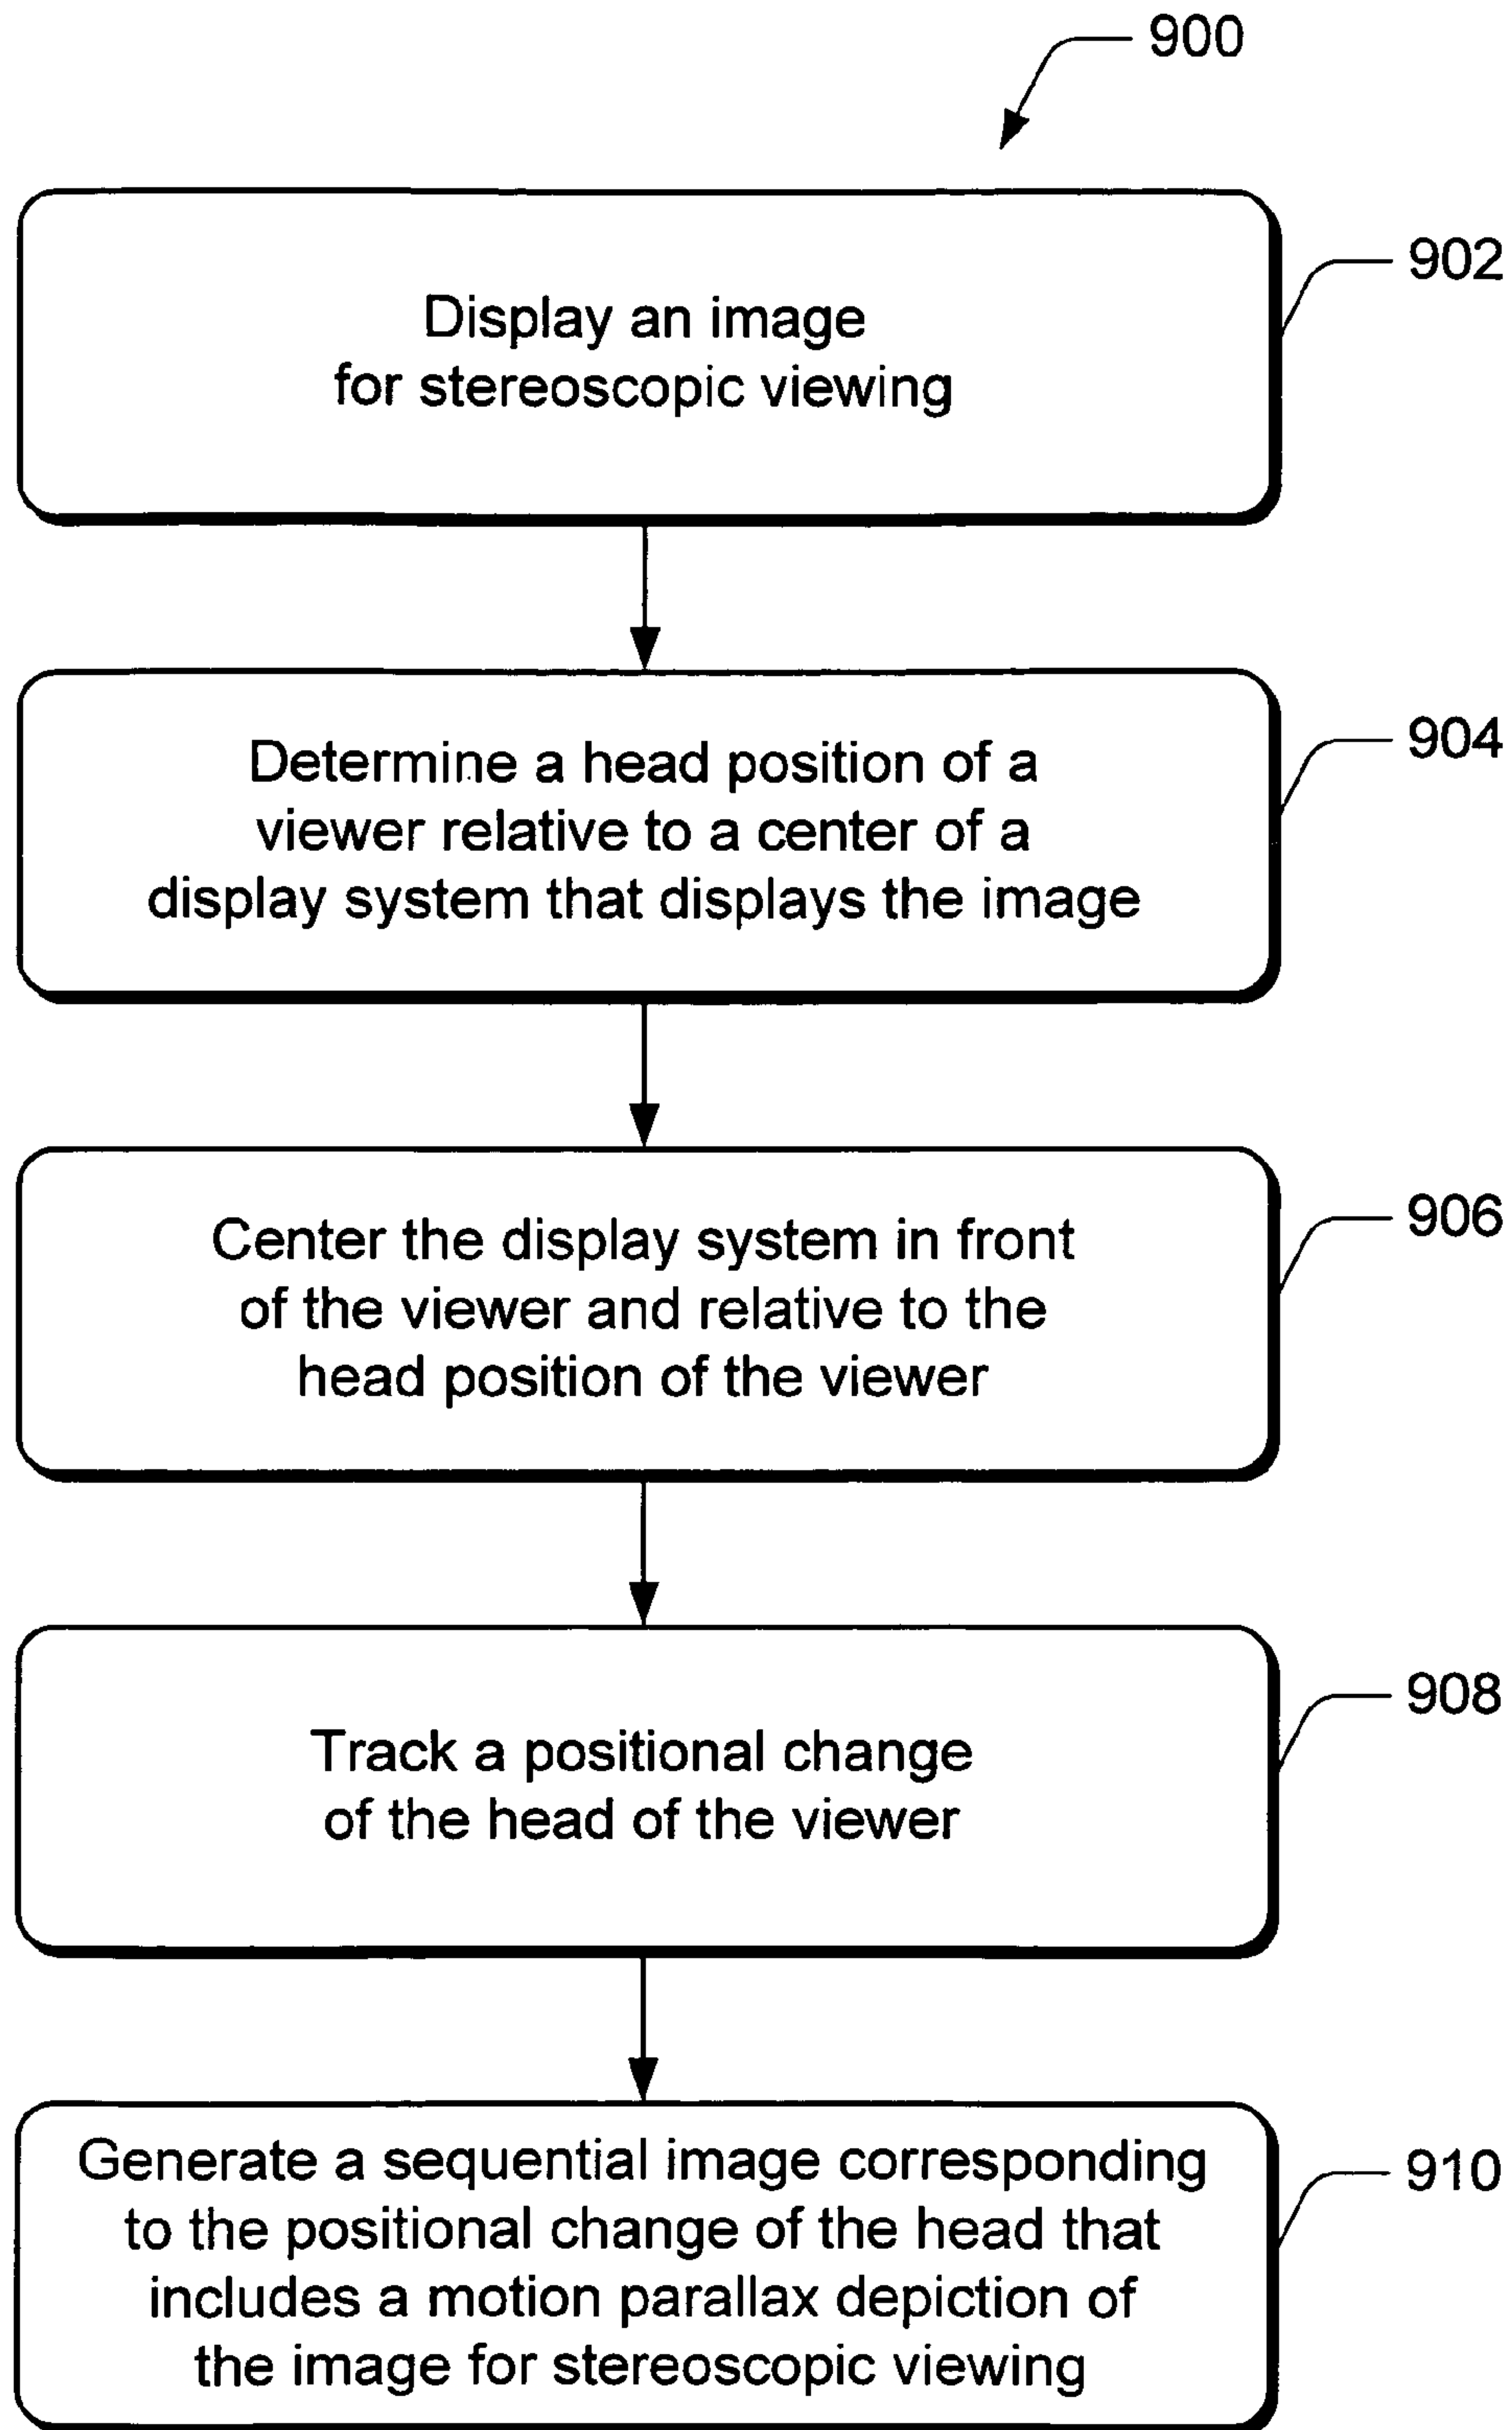 900
Display an image
for stereoscopic viewing
902
Determine a head position of a
viewer relative to a center of a
display system that displays the image
904
Center the display system in front
of the viewer and relative to the
head position of the viewer
906
Track a positional change
of the head of the viewer
908
Generate a sequential image corresponding
to the positional change of the head that
includes a motion parallax depiction of
the image for stereoscopic viewing
910